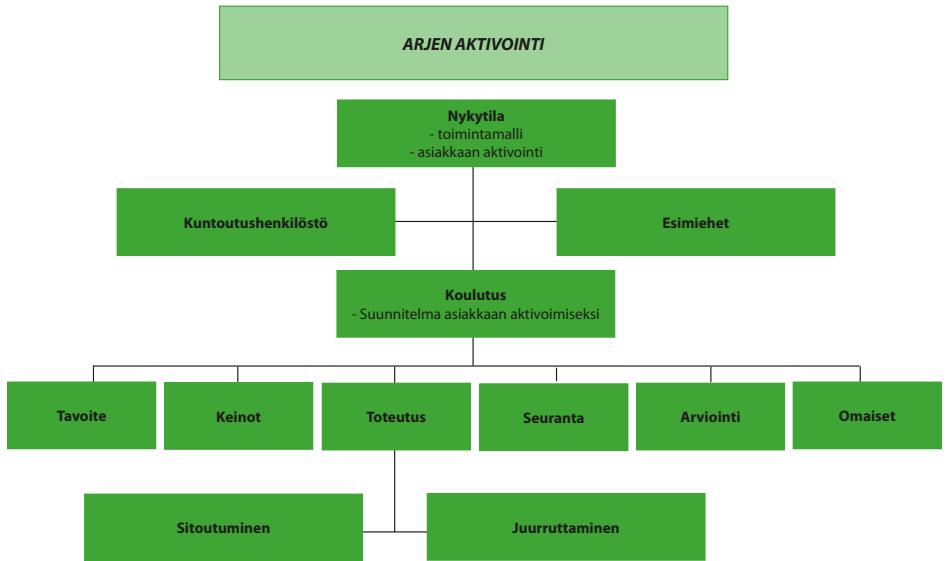 ARJEN AKTIVOINTI
Nykytila
- toimintamalli
- asiakkaan aktivointi
Kuntoutushenkilöstö
Esimiehet
Koulutus
- Suunnitelma asiakkaan aktivoimiseksi
Tavoite
Keinot
Toteutus
Seuranta
Arviointi
Omaiset
Sitoutuminen
Juurruttaminen